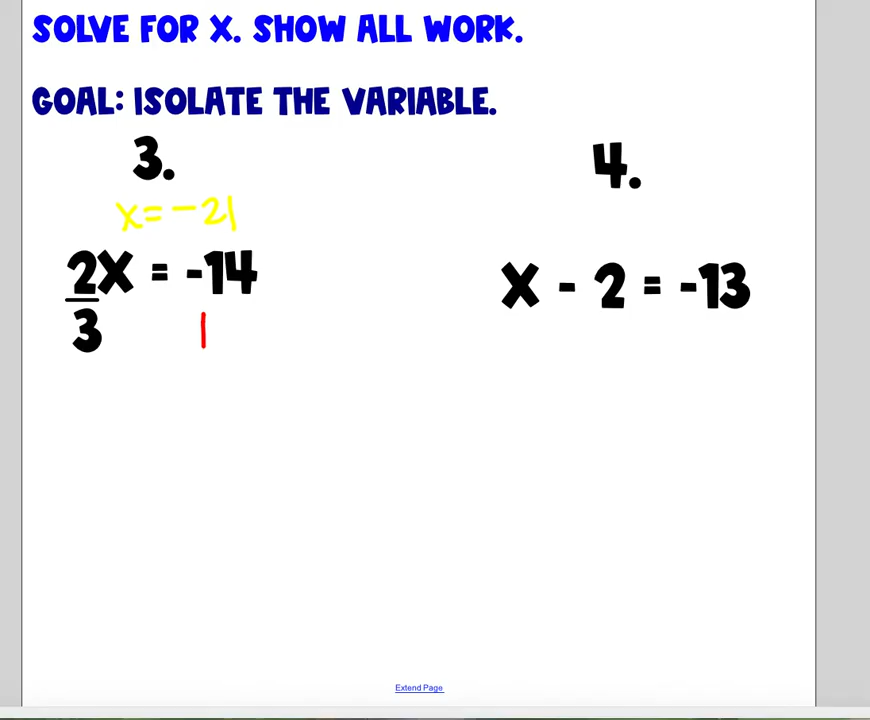 SOLVE FOR X. SHOW ALL WORK.
GOAL: ISOLATE THE VARIABLE.
3.
x = -21
2X = -14
3 1
4.
X - 2 = -13
Extend Page